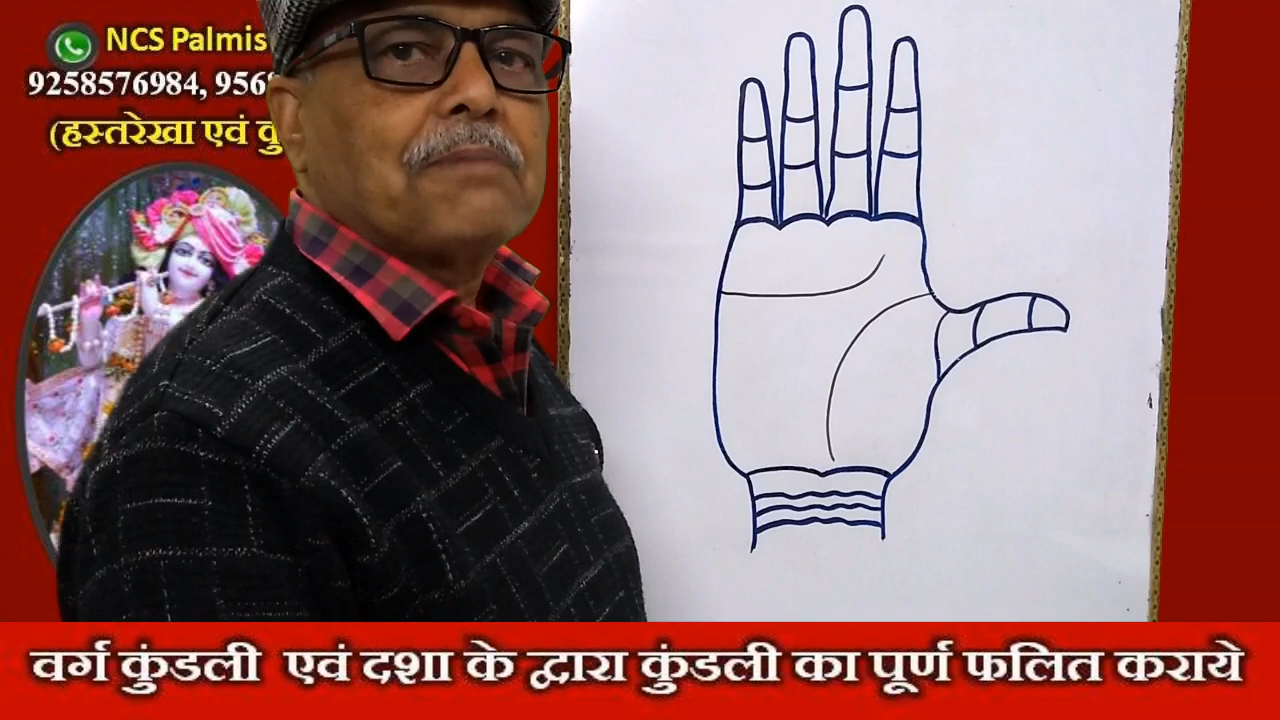 NCS Palmis
9258576984, 956
(हस्तरेखा एवं कु
वर्ग कुंडली एवं दशा के द्वारा कुंडली का पूर्ण फलित कराये